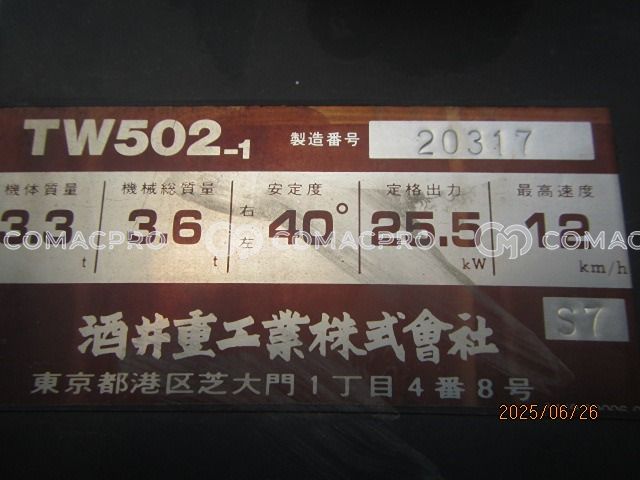 TW502-1 製造番号 20317
機体質量 機械総質量 安定度 定格出力 最高速度
3.3 t 3.6 t 右 左 40° 25.5 kW 12 km/h
COMACPRO COMACPRO COMACPRO
酒井重工業株式會社 S7
東京都港区芝大門1丁目4番8号
2025/06/26